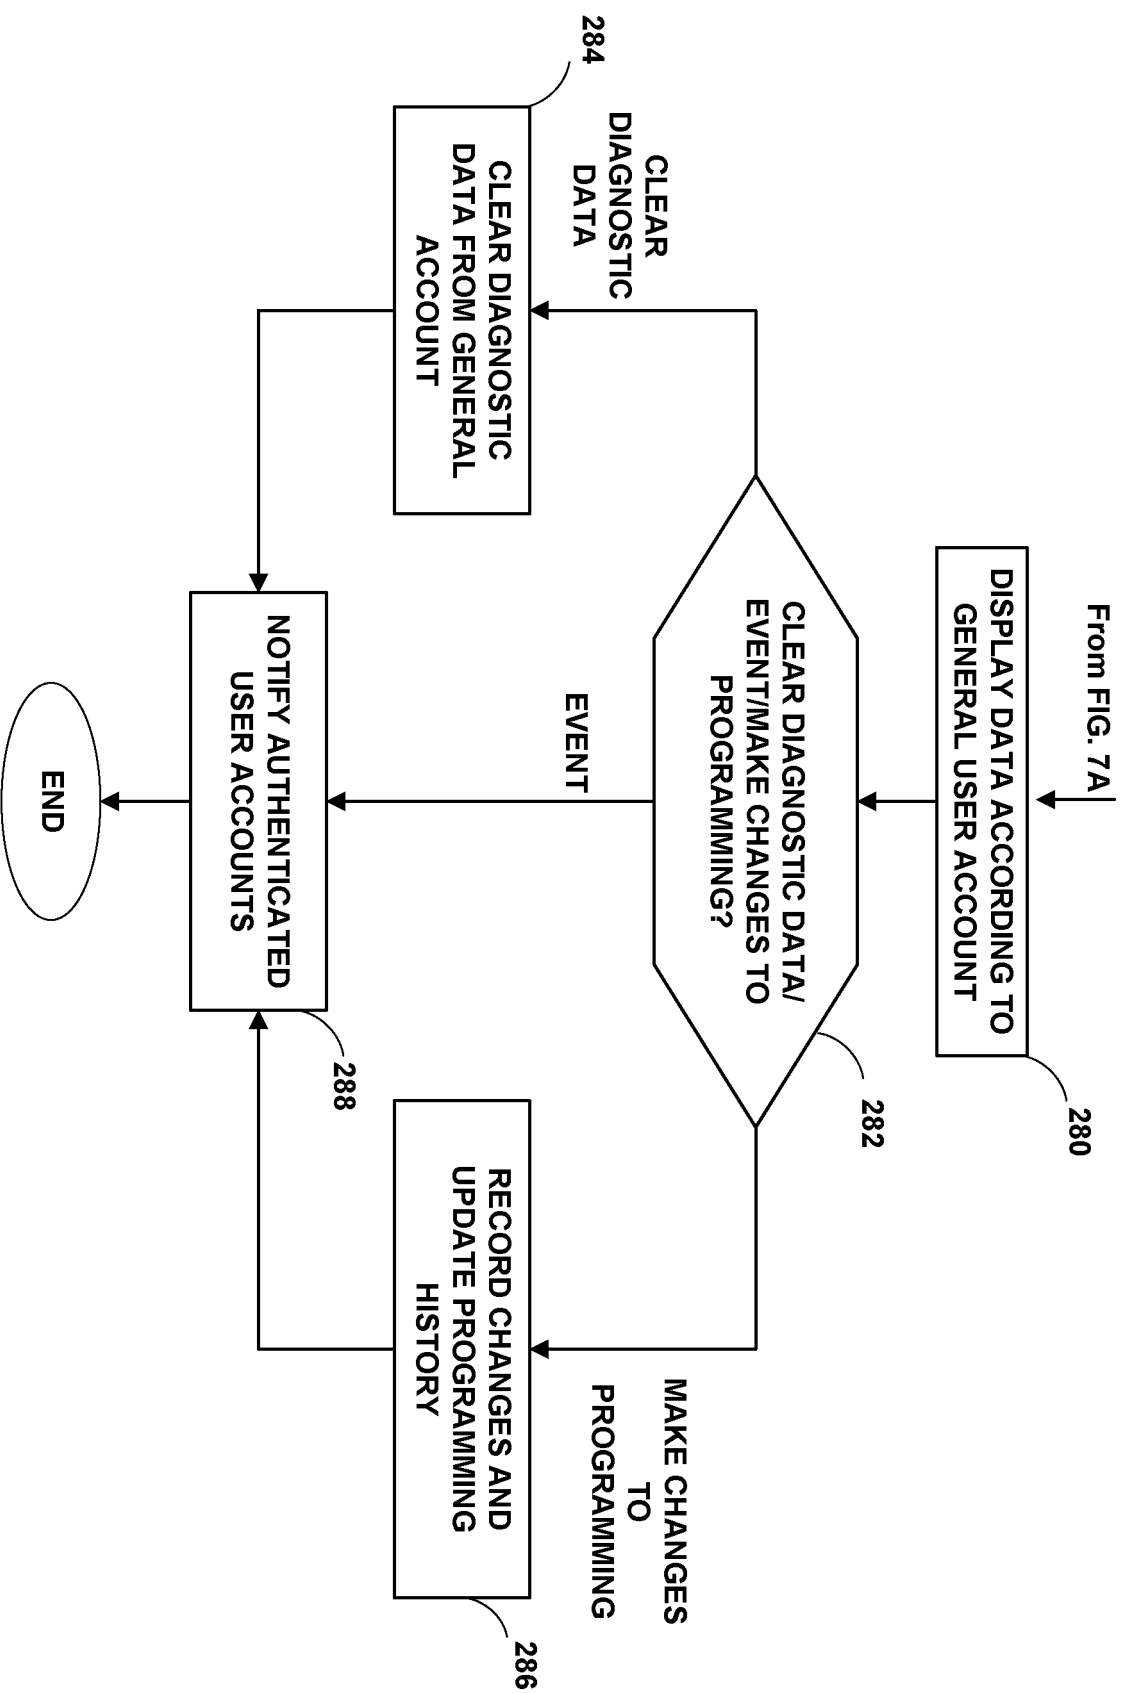 From FIG. 7A
DISPLAY DATA ACCORDING TO
GENERAL USER ACCOUNT
280
CLEAR DIAGNOSTIC DATA/
EVENT/MAKE CHANGES TO
PROGRAMMING?
282
CLEAR
DIAGNOSTIC
DATA
EVENT
MAKE CHANGES
TO
PROGRAMMING
284
CLEAR DIAGNOSTIC
DATA FROM GENERAL
ACCOUNT
RECORD CHANGES AND
UPDATE PROGRAMMING
HISTORY
286
NOTIFY AUTHENTICATED
USER ACCOUNTS
288
END